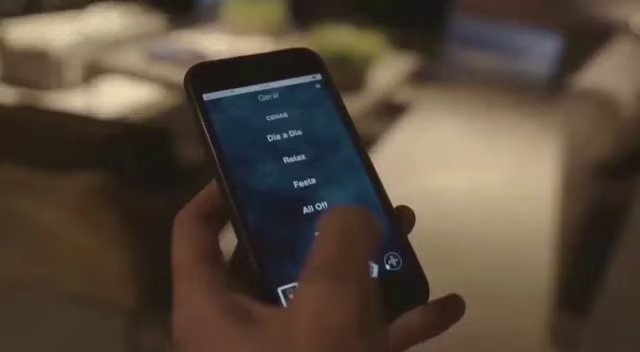 Geral
CENAS
Dia a Dia
Relax
Festa
All Off